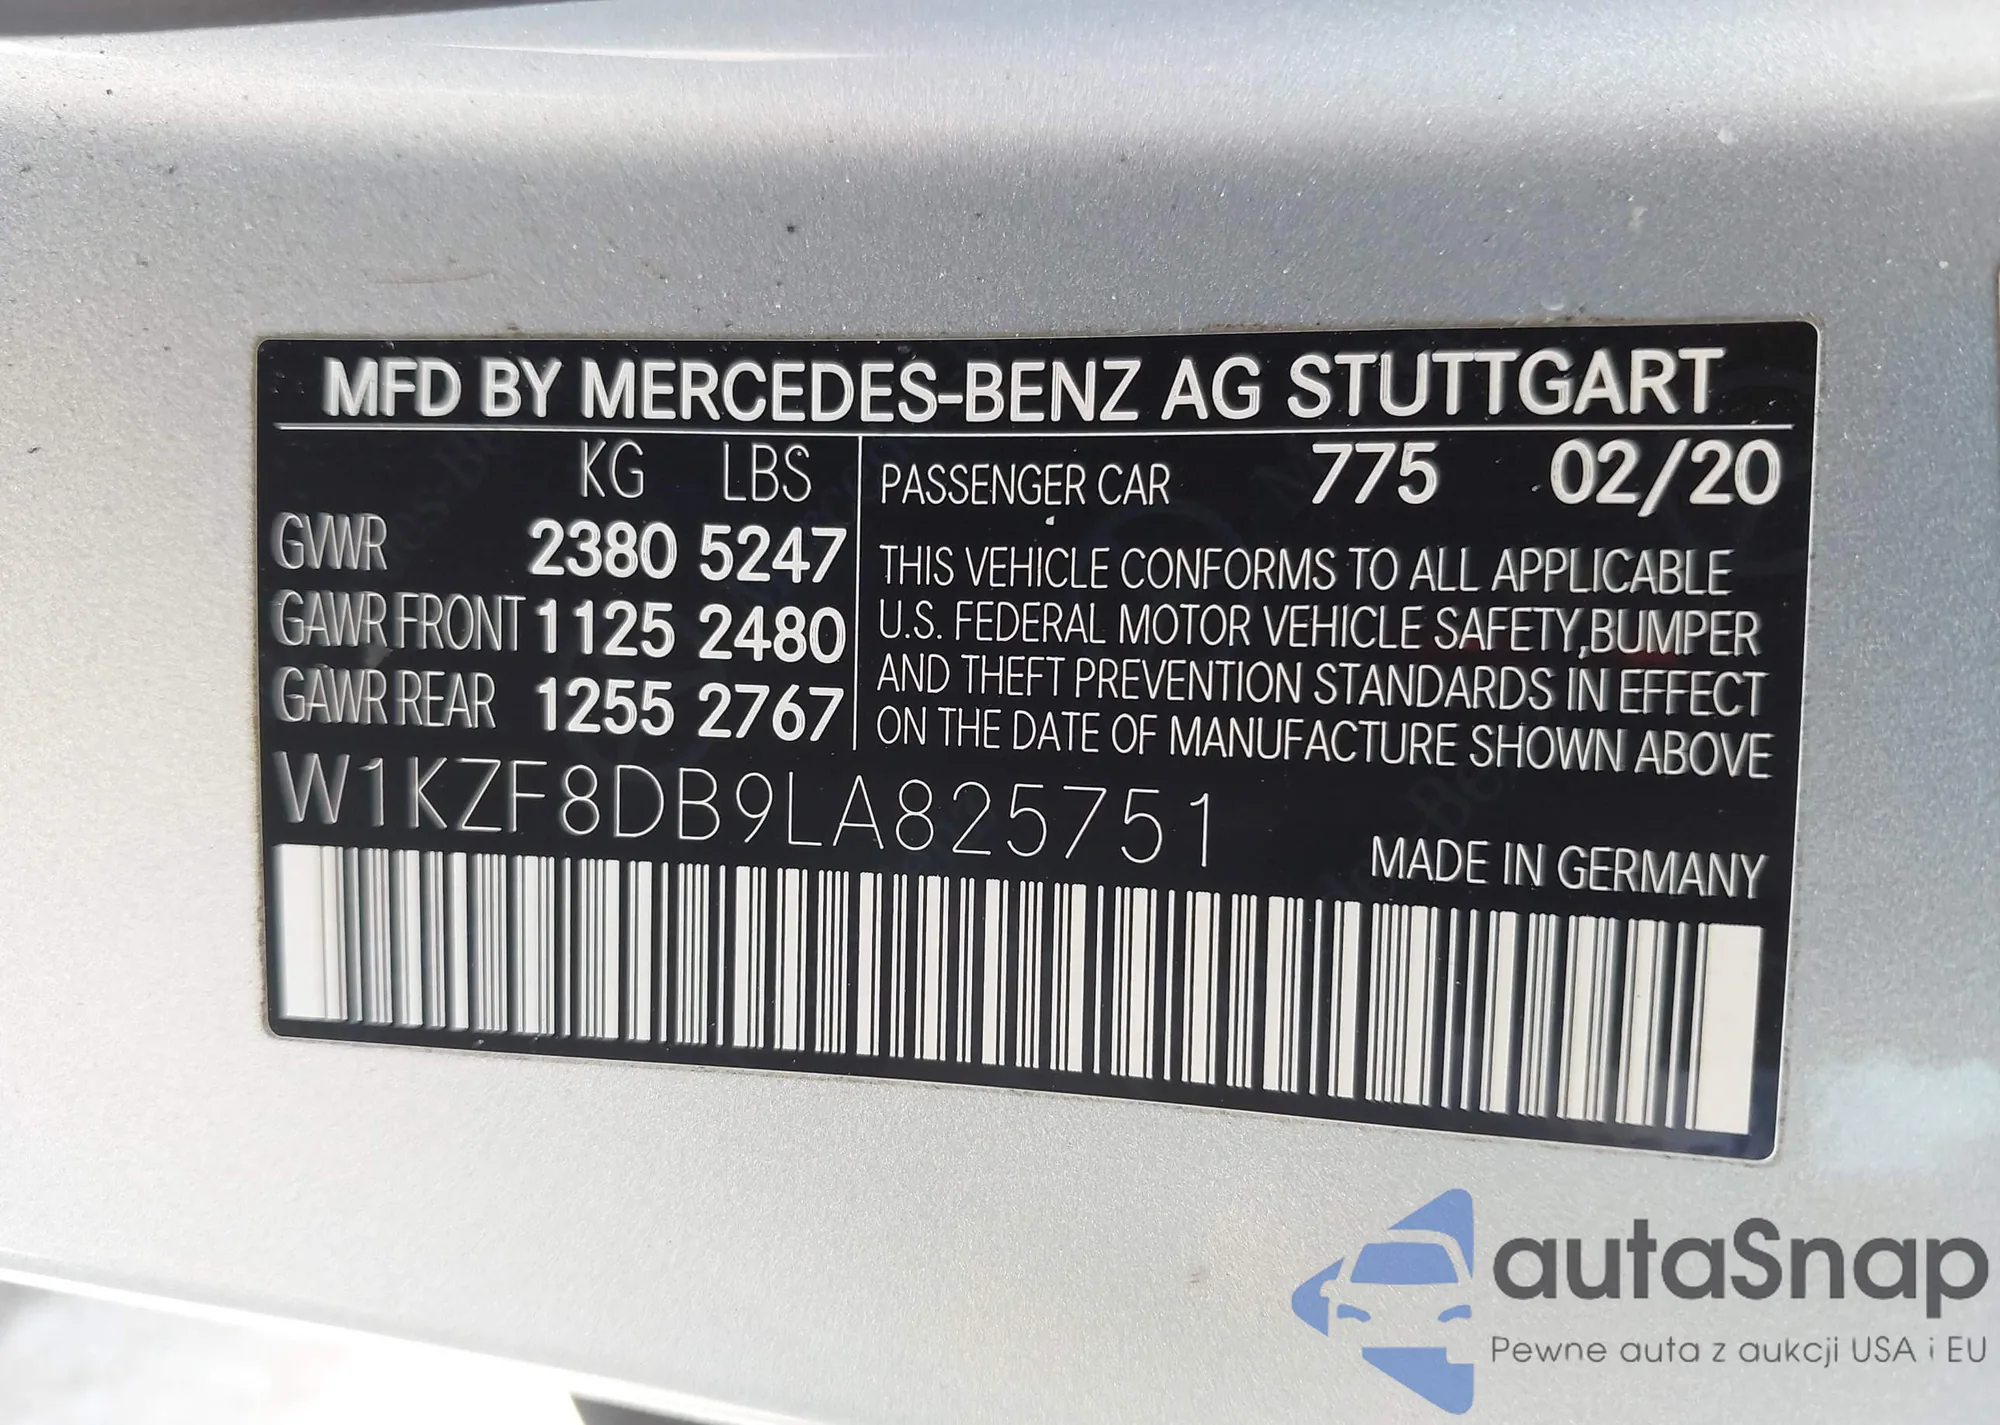 MFD BY MERCEDES-BENZ AG STUTTGART
KG LBS
GVWR 2380 5247
GAWR FRONT 1125 2480
GAWR REAR 1255 2767
PASSENGER CAR 775 02/20
THIS VEHICLE CONFORMS TO ALL APPLICABLE
U.S. FEDERAL MOTOR VEHICLE SAFETY,BUMPER
AND THEFT PREVENTION STANDARDS IN EFFECT
ON THE DATE OF MANUFACTURE SHOWN ABOVE
W1KZF8DB9LA825751
MADE IN GERMANY
autaSnap
Pewne auta z aukcji USA i EU